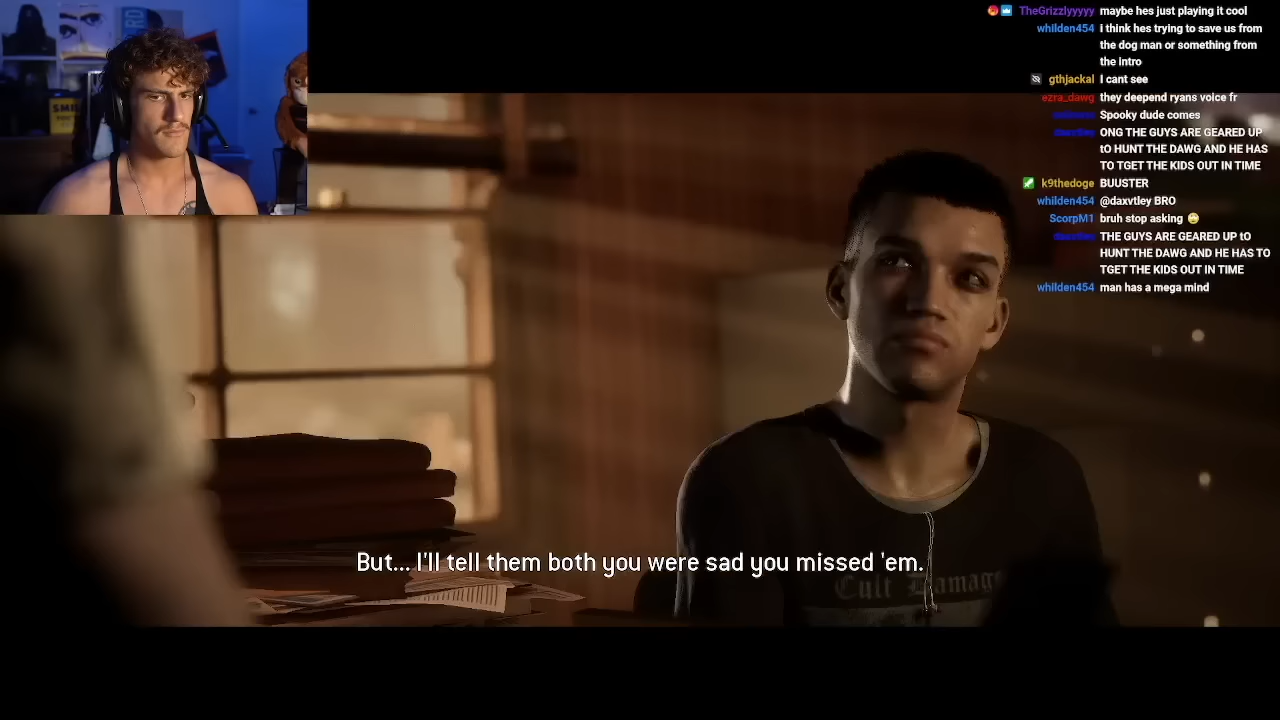 TheGrizzlyyyyy maybe hes just playing it cool
whilden454 i think hes trying to save us from
the dog man or something from
the intro
gthjackal I cant see
ezra_dawg they deepend ryans voice fr
Spooky dude comes
ONG THE GUYS ARE GEARED UP
tO HUNT THE DAWG AND HE HAS
TO TGET THE KIDS OUT IN TIME
k9thedoge BUUSTER
whilden454 @daxvtley BRO
ScorpM1 bruh stop asking 🙄
THE GUYS ARE GEARED UP tO
HUNT THE DAWG AND HE HAS TO
TGET THE KIDS OUT IN TIME
whilden454 man has a mega mind
SMILE
But... I'll tell them both you were sad you missed 'em.
Cult Damage